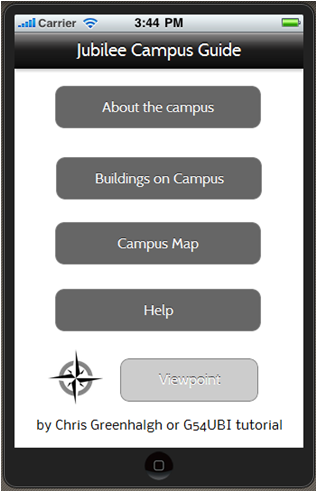 Carrier 3:44 PM
Jubilee Campus Guide
About the campus
Buildings on Campus
Campus Map
Help
Viewpoint
by Chris Greenhalgh or G54UBI tutorial